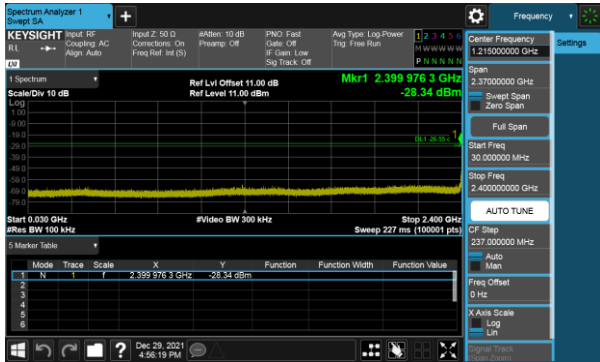 Spectrum Analyzer 1
Swept SA
Frequency
KEYSIGHT
RL
Input: RF
Coupling: AC
Align: Auto
Input Z: 50 Ω
Corrections: On
Freq Ref: Int (S)
#Atten: 10 dB
Preamp: Off
PNO: Fast
Gate: Off
IF Gain: Low
Sig Track: Off
Avg Type: Log-Power
Trig: Free Run
1 2 3 4 5 6
M W W W W W
P N N N N N
Center Frequency
1.215000000 GHz
Settings
Span
2.37000000 GHz
Swept Span
Zero Span
Full Span
Start Freq
30.000000 MHz
Stop Freq
2.400000000 GHz
AUTO TUNE
CF Step
237.000000 MHz
Auto
Man
Freq Offset
0 Hz
X Axis Scale
Log
Lin
Signal Track
(Span Zoom)
1 Spectrum
Scale/Div 10 dB
Ref Lvl Offset 11.00 dB
Ref Level 11.00 dBm
Mkr1 2.399 976 3 GHz
-28.34 dBm
Log
1.00
-9.00
-19.0
-29.0
-39.0
-49.0
-59.0
-69.0
-79.0
1
Start 0.030 GHz
#Res BW 100 kHz
#Video BW 300 kHz
Stop 2.400 GHz
Sweep 227 ms (100001 pts)
5 Marker Table
Mode Trace Scale X Y Function Function Width Function Value
1 N 1 f 2.399 976 3 GHz -28.34 dBm
2
3
4
5
6
?
Dec 29, 2021
4:56:19 PM